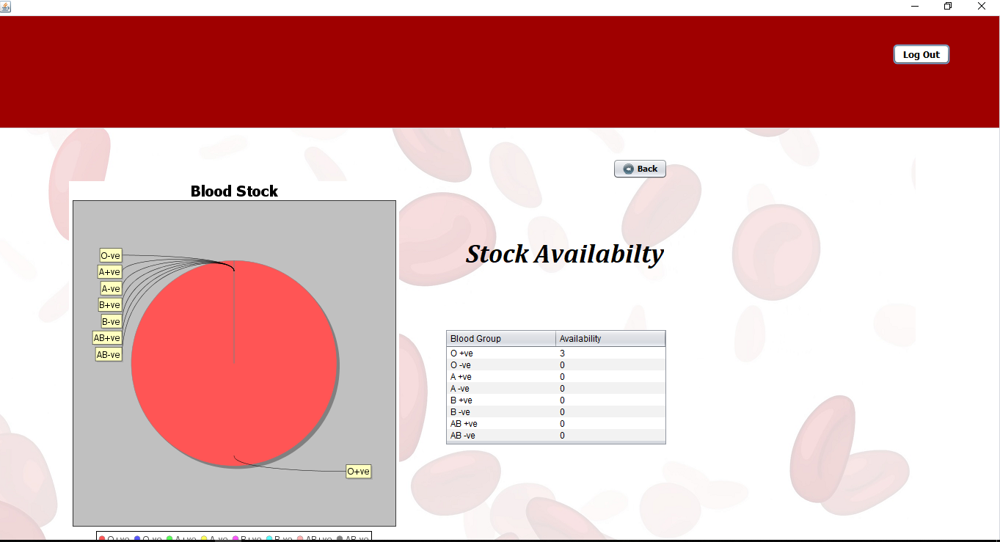 Log Out
Back
Blood Stock
O-ve
A+ve
A-ve
B+ve
B-ve
AB+ve
AB-ve
O+ve
Stock Availabilty
Blood Group Availability
O +ve 3
O -ve 0
A +ve 0
A -ve 0
B +ve 0
B -ve 0
AB +ve 0
AB -ve 0
O+ve O-ve A+ve A-ve B+ve B-ve AB+ve AB-ve